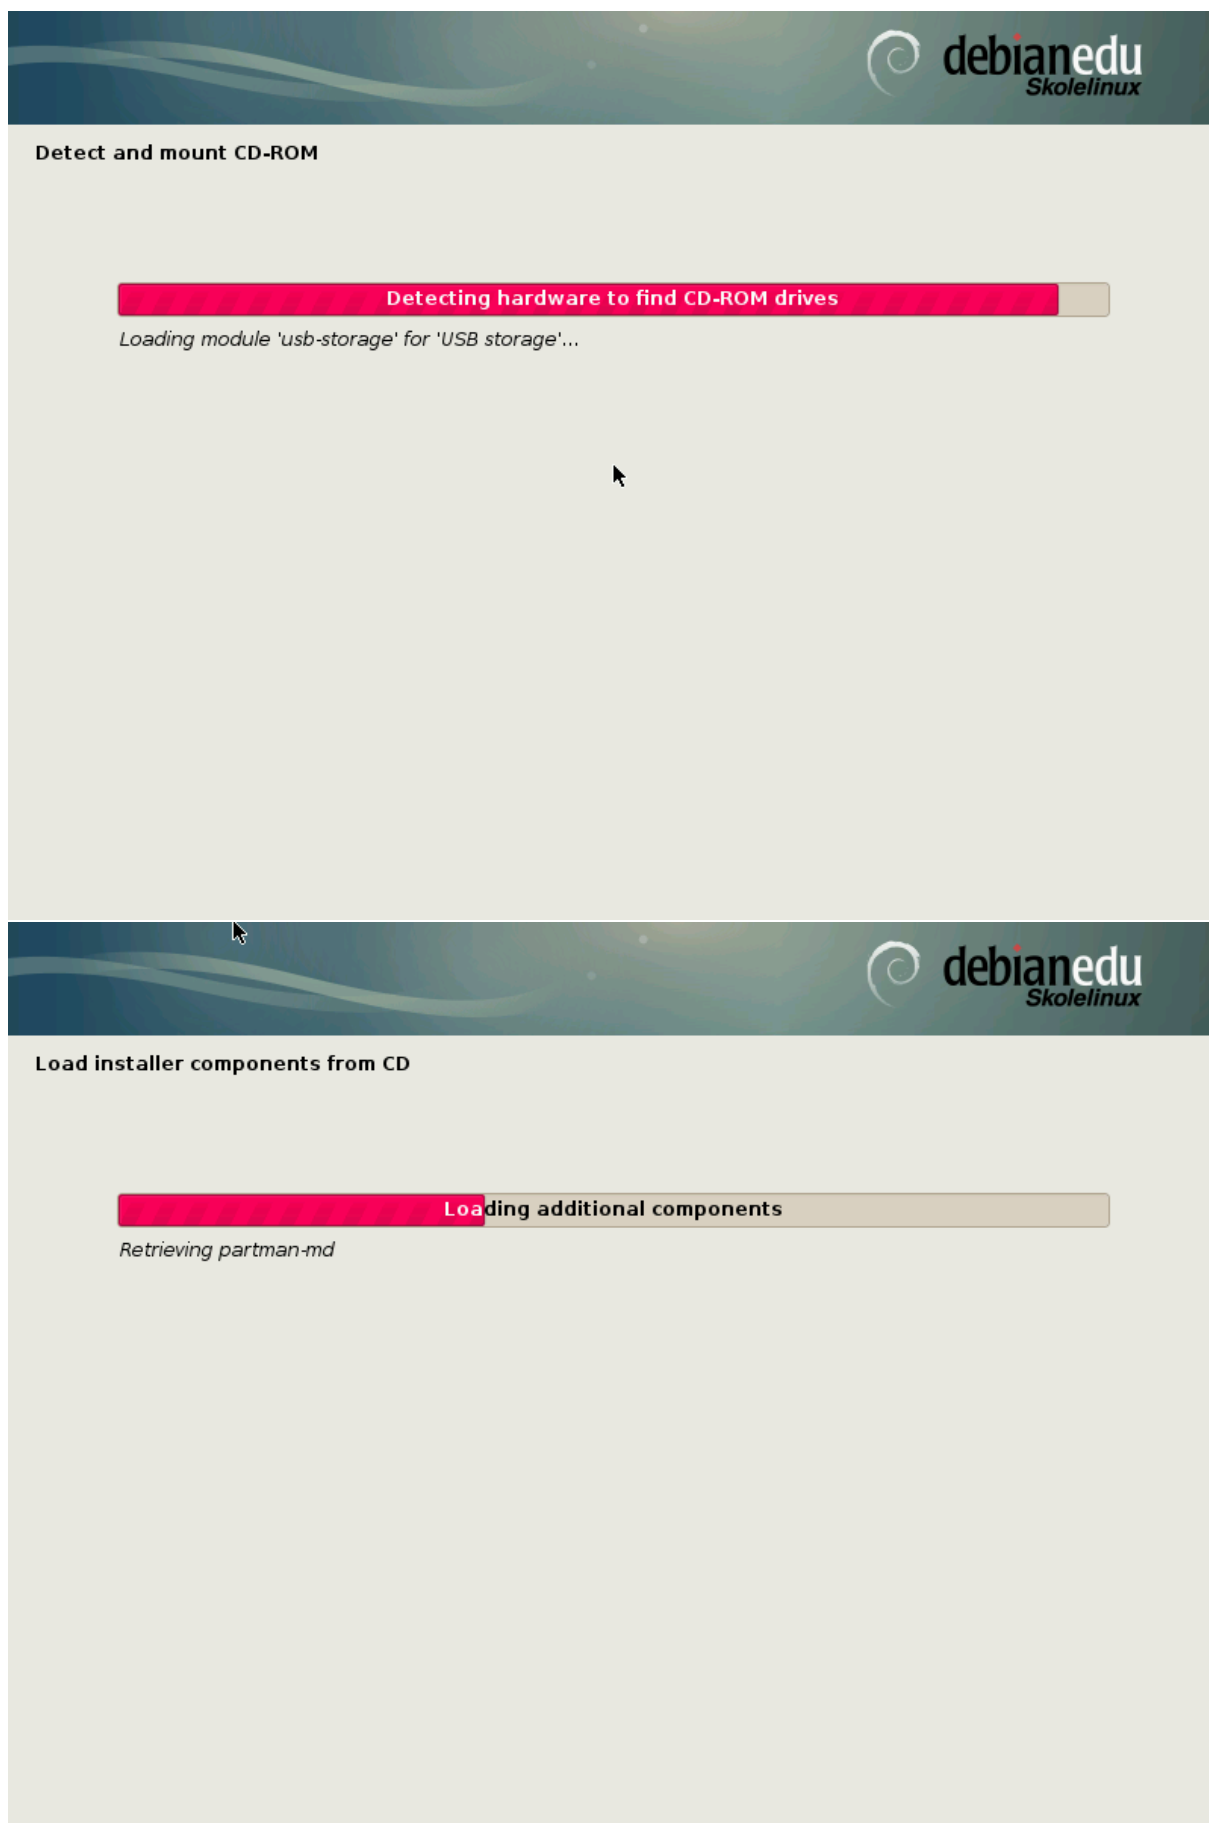 debianedu
Skolelinux
Detect and mount CD-ROM
Detecting hardware to find CD-ROM drives
Loading module 'usb-storage' for 'USB storage'...
debianedu
Skolelinux
Load installer components from CD
Loading additional components
Retrieving partman-md